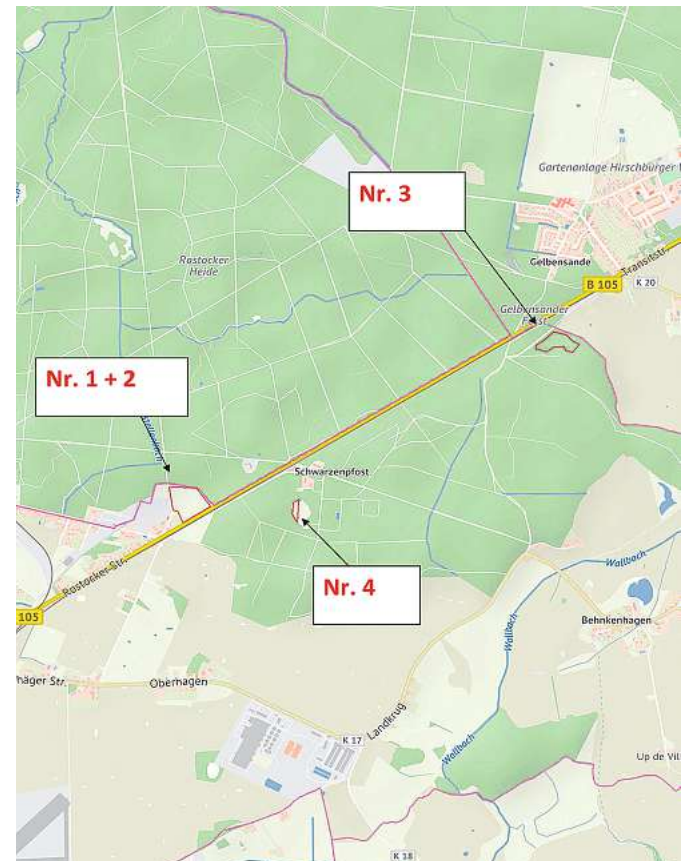 Gartenanlage Hirschburger
Nr. 3
Rostocker
Heide
Gelbensande
Transitstr.
B 105
K 20
Gelbensander
Forst
Nr. 1 + 2
Schwarzenpfost
Rostocker Str.
Nr. 4
Wallbach
105
Wallbach
Behnkenhagen
häger Str.
Oberhagen
Landkrug
K 17
Wallbach
Up de Vil
K 18